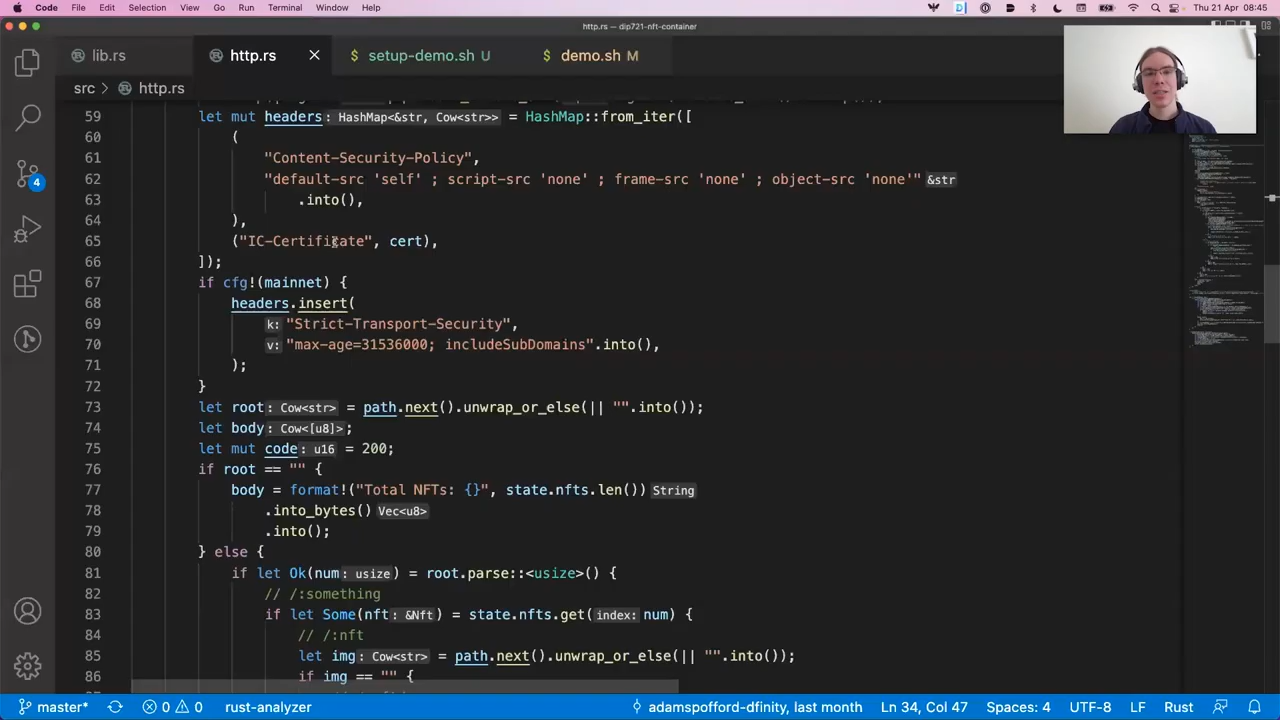 Code File Edit Selection View Go Run Terminal Window Help Thu 21 Apr 08:45
http.rs — dip721-nft-container
lib.rs http.rs setup-demo.sh U demo.sh M
src http.rs
59 let mut headers: HashMap<&str, Cow<str>> = HashMap::from_iter([
60 (
61 "Content-Security-Policy",
62 "default-src 'self' ; script-src 'none' ; frame-src 'none' ; object-src 'none'" &str
63 .into(),
64 ),
65 ("IC-Certificate", cert),
66 ]);
67 if cfg!(mainnet) {
68 headers.insert(
69 k: "Strict-Transport-Security",
70 v: "max-age=31536000; includeSubDomains".into(),
71 );
72 }
73 let root: Cow<str> = path.next().unwrap_or_else(|| "".into());
74 let body: Cow<[u8]>;
75 let mut code: u16 = 200;
76 if root == "" {
77 body = format!("Total NFTs: {}", state.nfts.len()) String
78 .into_bytes() Vec<u8>
79 .into();
80 } else {
81 if let Ok(num: usize) = root.parse::<usize>() {
82 // /:something
83 if let Some(nft: &Nft) = state.nfts.get(index: num) {
84 // /:nft
85 let img: Cow<str> = path.next().unwrap_or_else(|| "".into());
86 if img == "" {
4
master* 0 0 rust-analyzer adamspofford-dfinity, last month Ln 34, Col 47 Spaces: 4 UTF-8 LF Rust